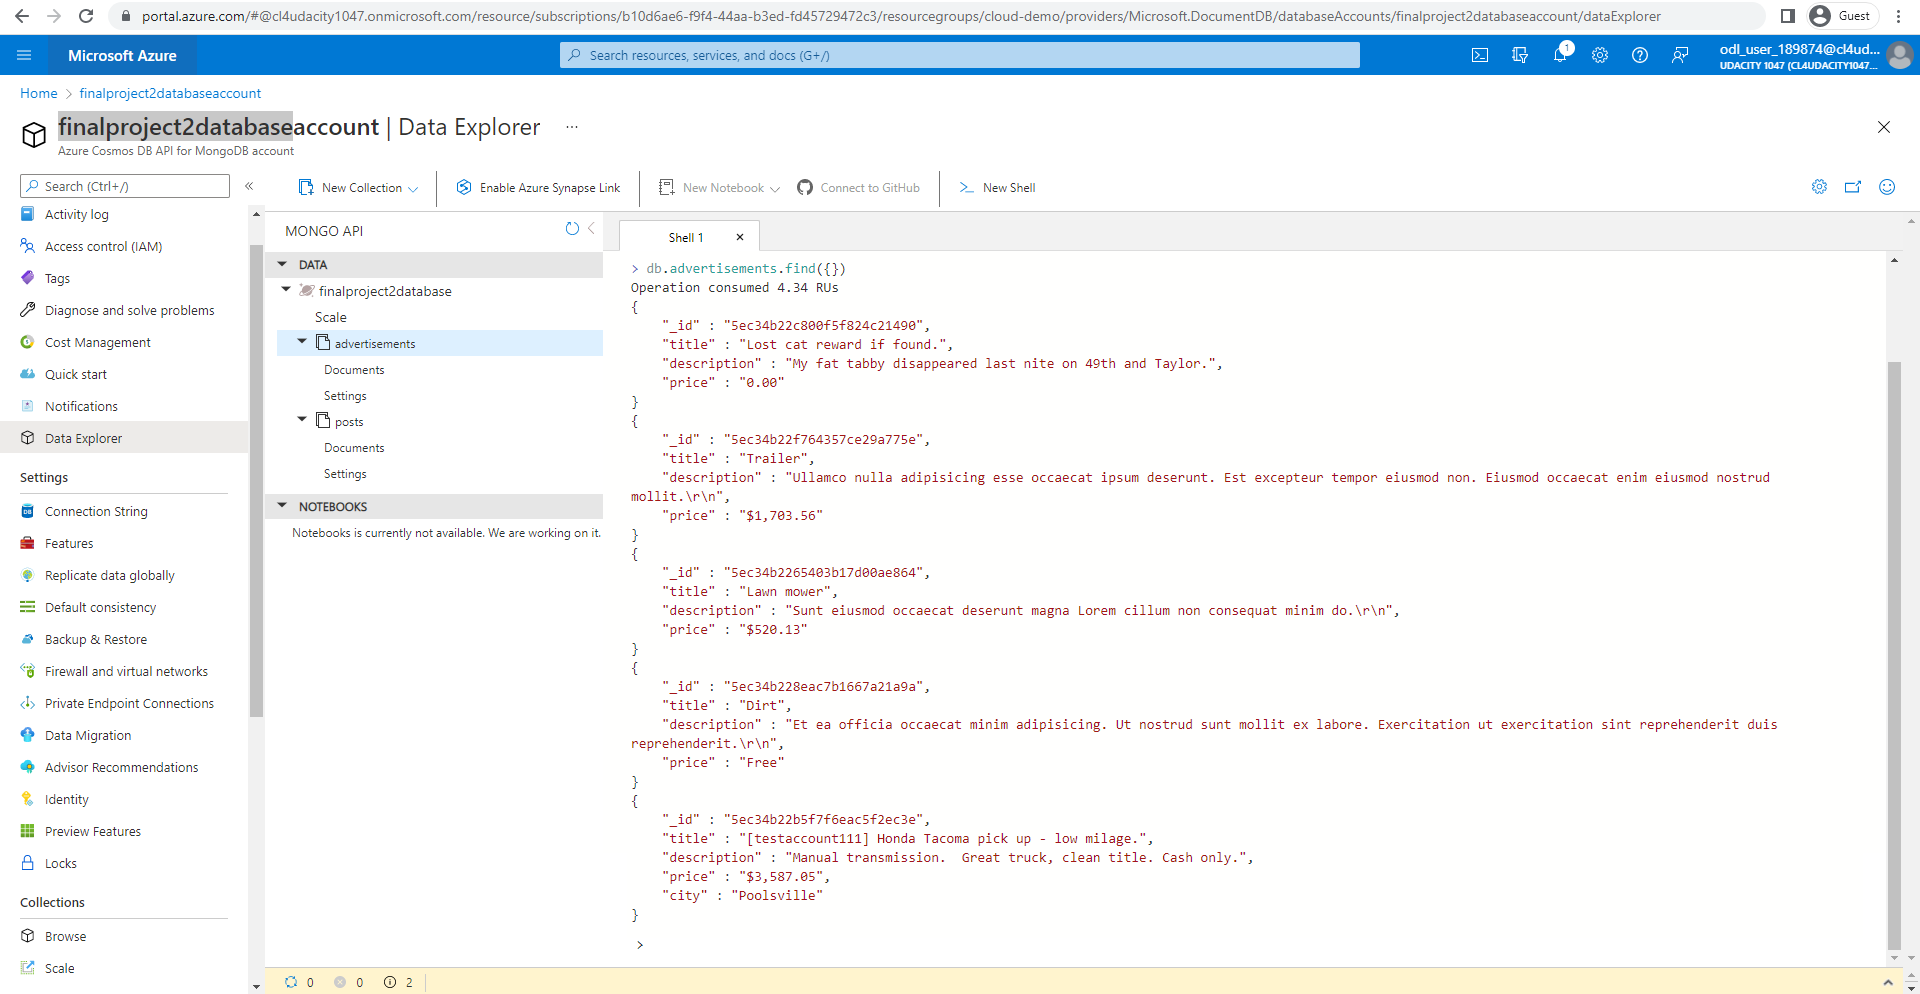 portal.azure.com/#@cl4udacity1047.onmicrosoft.com/resource/subscriptions/b10d6ae6-f9f4-44aa-b3ed-fd45729472c3/resourcegroups/cloud-demo/providers/Microsoft.DocumentDB/databaseAccounts/finalproject2databaseaccount/dataExplorer
Guest
Microsoft Azure
Search resources, services, and docs (G+/)
1
odl_user_189874@cl4ud...
UDACITY 1047 (CL4UDACITY1047....
Home > finalproject2databaseaccount
finalproject2databaseaccount | Data Explorer ...
Azure Cosmos DB API for MongoDB account
Search (Ctrl+/)
«
New Collection
Enable Azure Synapse Link
New Notebook
Connect to GitHub
New Shell
Activity log
Access control (IAM)
Tags
Diagnose and solve problems
Cost Management
Quick start
Notifications
Data Explorer
Settings
Connection String
Features
Replicate data globally
Default consistency
Backup & Restore
Firewall and virtual networks
Private Endpoint Connections
Data Migration
Advisor Recommendations
Identity
Preview Features
Locks
Collections
Browse
Scale
MONGO API
DATA
finalproject2database
Scale
advertisements
Documents
Settings
posts
Documents
Settings
NOTEBOOKS
Notebooks is currently not available. We are working on it.
Shell 1
> db.advertisements.find({})
Operation consumed 4.34 RUs
{
"_id" : "5ec34b22c800f5f824c21490",
"title" : "Lost cat reward if found.",
"description" : "My fat tabby disappeared last nite on 49th and Taylor.",
"price" : "0.00"
}
{
"_id" : "5ec34b22f764357ce29a775e",
"title" : "Trailer",
"description" : "Ullamco nulla adipisicing esse occaecat ipsum deserunt. Est excepteur tempor eiusmod non. Eiusmod occaecat enim eiusmod nostrud
mollit.\r\n",
"price" : "$1,703.56"
}
{
"_id" : "5ec34b2265403b17d00ae864",
"title" : "Lawn mower",
"description" : "Sunt eiusmod occaecat deserunt magna Lorem cillum non consequat minim do.\r\n",
"price" : "$520.13"
}
{
"_id" : "5ec34b228eac7b1667a21a9a",
"title" : "Dirt",
"description" : "Et ea officia occaecat minim adipisicing. Ut nostrud sunt mollit ex labore. Exercitation ut exercitation sint reprehenderit duis
reprehenderit.\r\n",
"price" : "Free"
}
{
"_id" : "5ec34b22b5f7f6eac5f2ec3e",
"title" : "[testaccount111] Honda Tacoma pick up - low milage.",
"description" : "Manual transmission.  Great truck, clean title. Cash only.",
"price" : "$3,587.05",
"city" : "Poolsville"
}
>
0 0 2